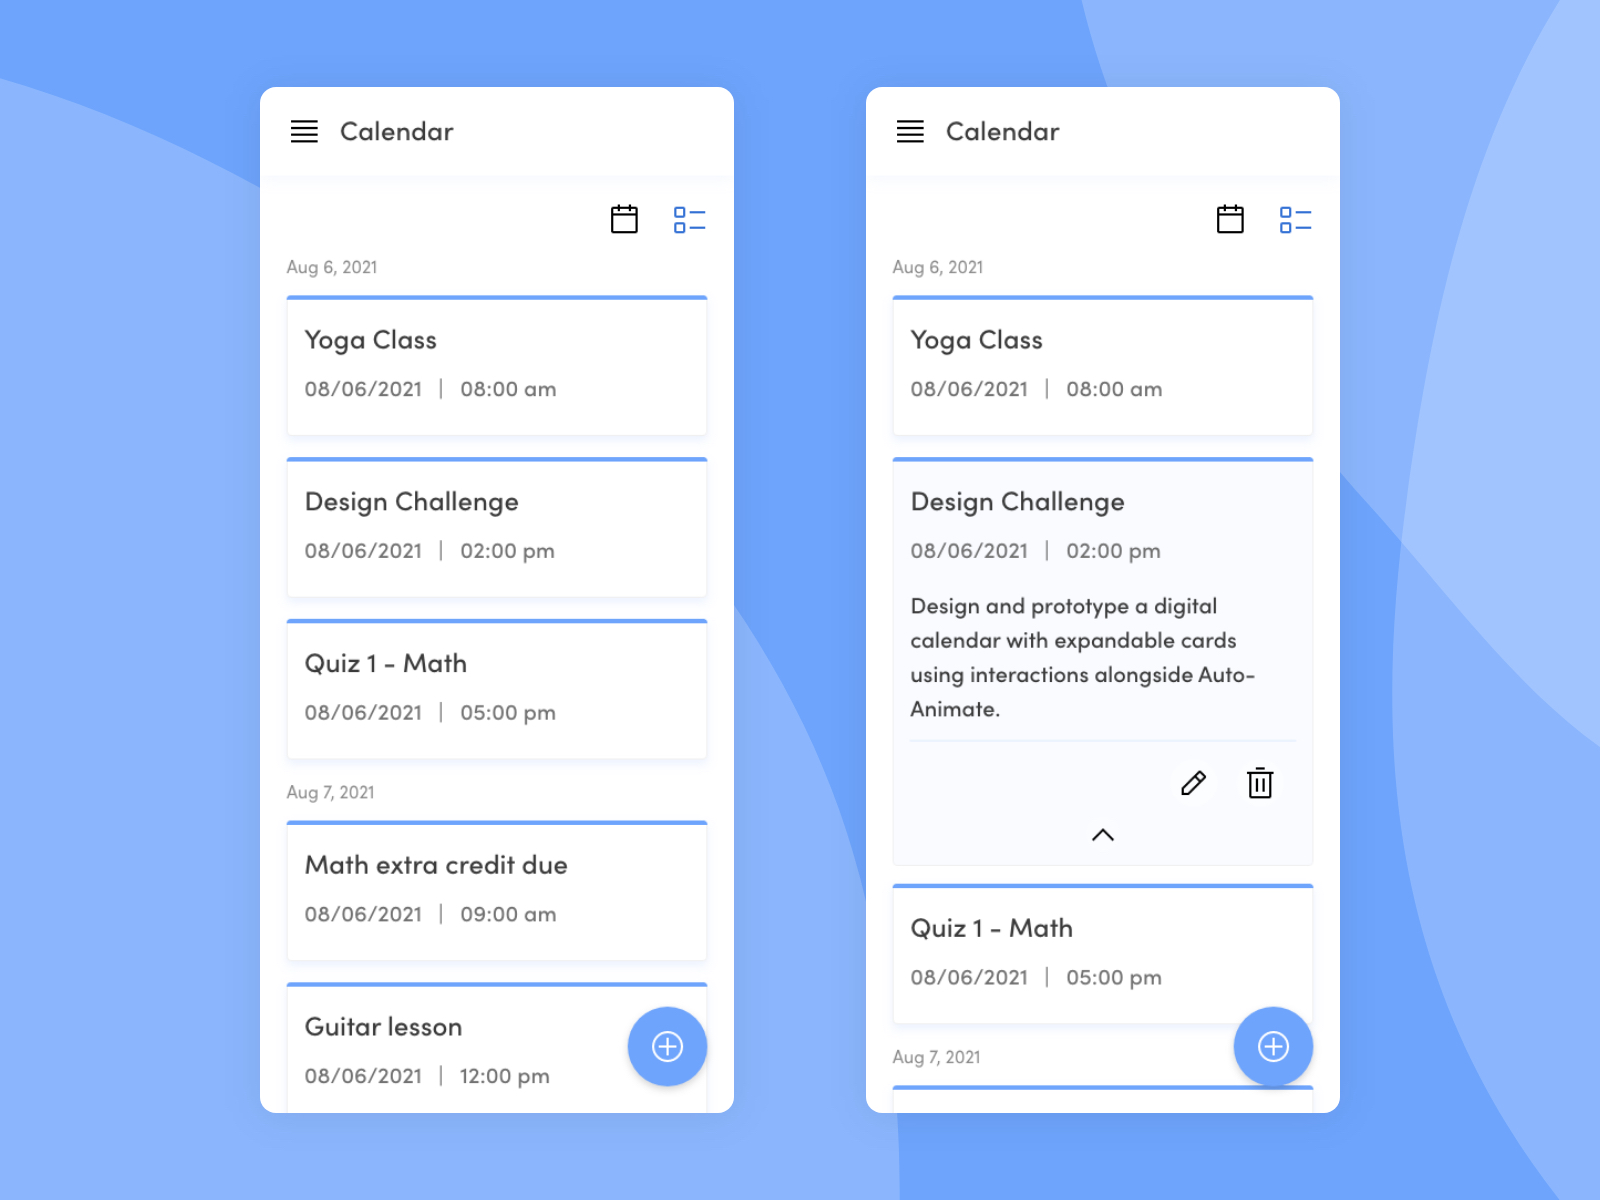 Calendar
Aug 6, 2021
Yoga Class
08/06/2021 | 08:00 am
Design Challenge
08/06/2021 | 02:00 pm
Quiz 1 - Math
08/06/2021 | 05:00 pm
Aug 7, 2021
Math extra credit due
08/06/2021 | 09:00 am
Guitar lesson
08/06/2021 | 12:00 pm
Calendar
Aug 6, 2021
Yoga Class
08/06/2021 | 08:00 am
Design Challenge
08/06/2021 | 02:00 pm
Design and prototype a digital
calendar with expandable cards
using interactions alongside Auto-
Animate.
Quiz 1 - Math
08/06/2021 | 05:00 pm
Aug 7, 2021